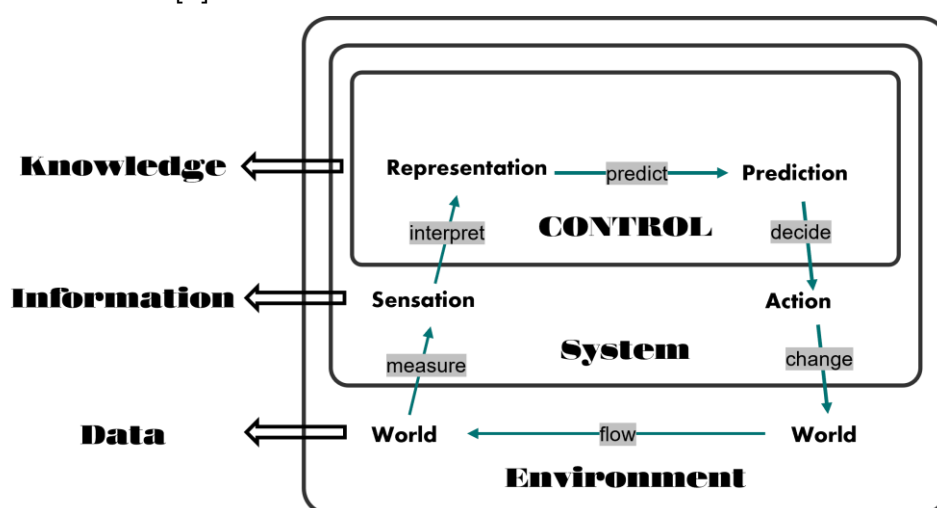 Knowledge
Representation
predict
Prediction
interpret
CONTROL
decide
Information
Sensation
Action
System
measure
change
Data
World
flow
World
Environment